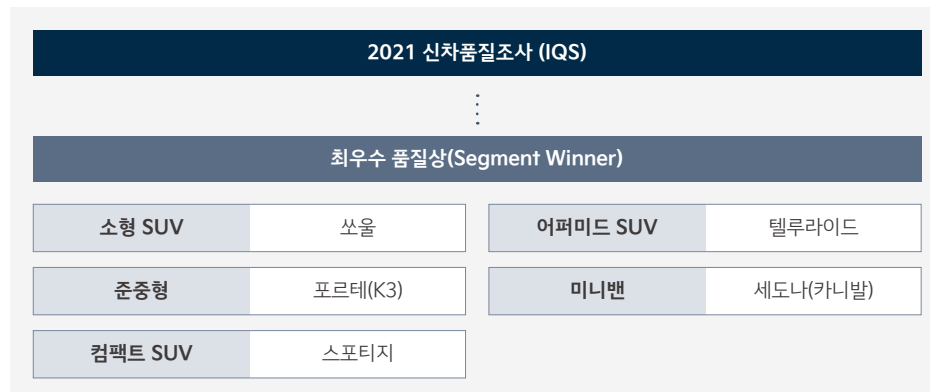 2021 신차품질조사 (IQS)
최우수 품질상(Segment Winner)
소형 SUV 쏘울 어퍼미드 SUV 텔루라이드
준중형 포르테(K3) 미니밴 세도나(카니발)
컴팩트 SUV 스포티지